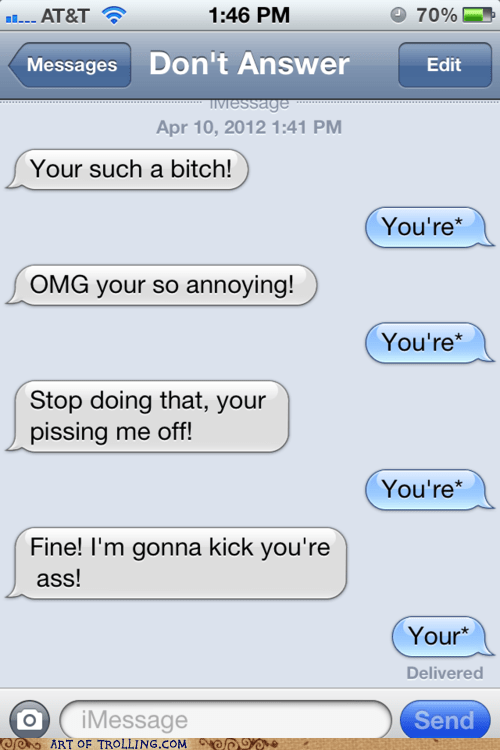 AT&T 1:46 PM 70%
Messages Don't Answer Edit
iMessage
Apr 10, 2012 1:41 PM
Your such a bitch!
You're*
OMG your so annoying!
You're*
Stop doing that, your
pissing me off!
You're*
Fine! I'm gonna kick you're
ass!
Your*
Delivered
iMessage Send
ART OF TROLLING.COM